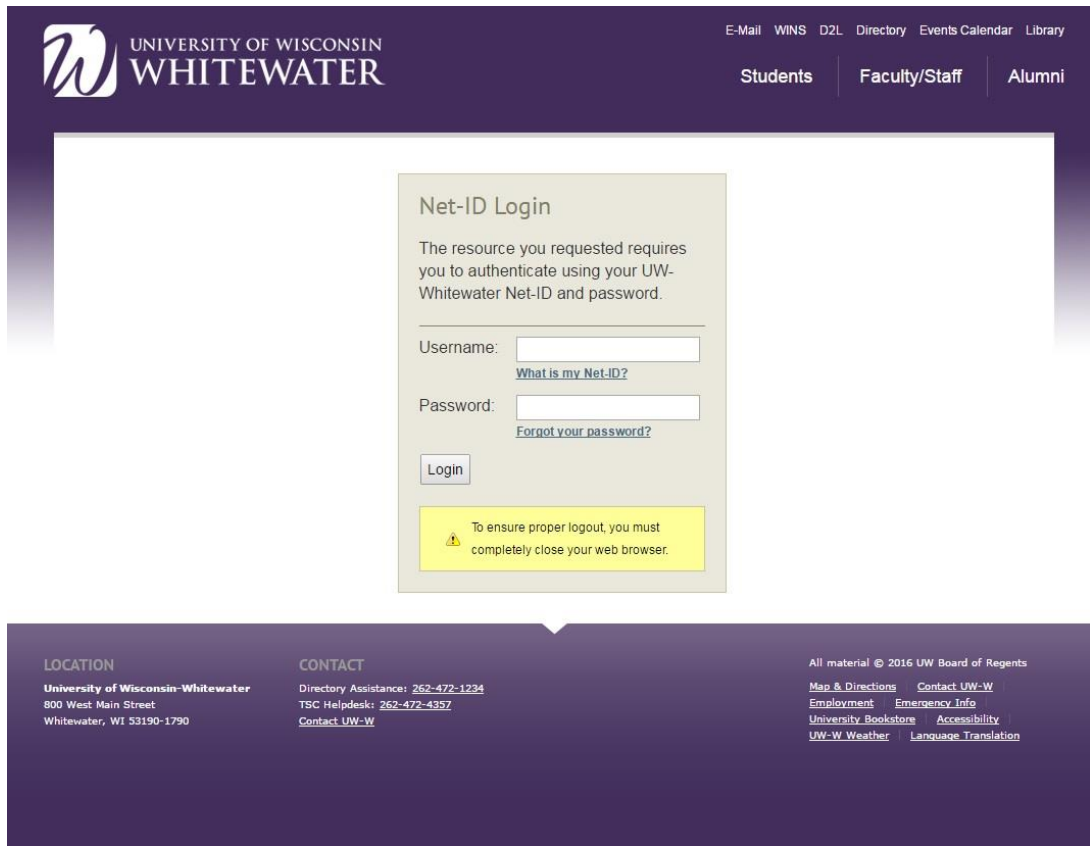 UNIVERSITY OF WISCONSIN
WHITEWATER
E-Mail WINS D2L Directory Events Calendar Library
Students Faculty/Staff Alumni
Net-ID Login
The resource you requested requires
you to authenticate using your UW-
Whitewater Net-ID and password.
Username:
What is my Net-ID?
Password:
Forgot your password?
Login
To ensure proper logout, you must
completely close your web browser.
LOCATION
University of Wisconsin-Whitewater
800 West Main Street
Whitewater, WI 53190-1790
CONTACT
Directory Assistance: 262-472-1234
TSC Helpdesk: 262-472-4357
Contact UW-W
All material © 2016 UW Board of Regents
Map & Directions | Contact UW-W |
Employment | Emergency Info |
University Bookstore | Accessibility |
UW-W Weather | Language Translation